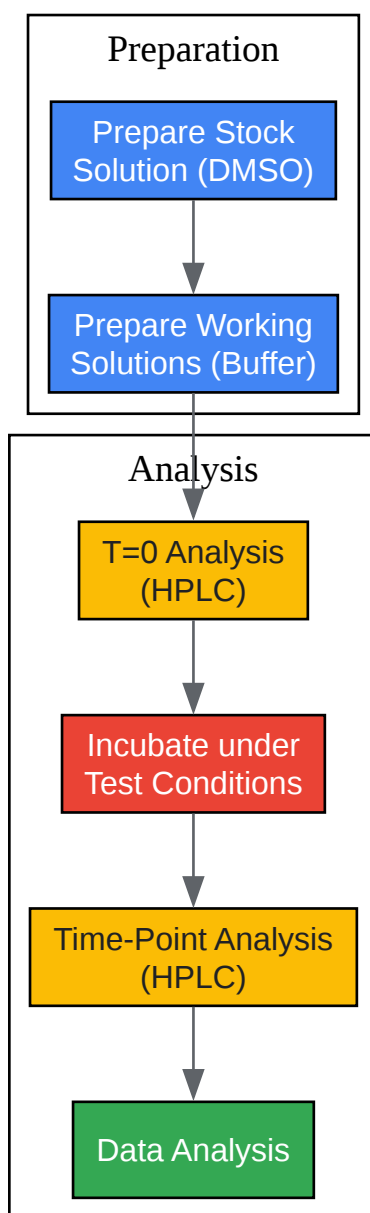 Preparation
Prepare Stock
Solution (DMSO)
Prepare Working
Solutions (Buffer)
Analysis
T=0 Analysis
(HPLC)
Incubate under
Test Conditions
Time-Point Analysis
(HPLC)
Data Analysis